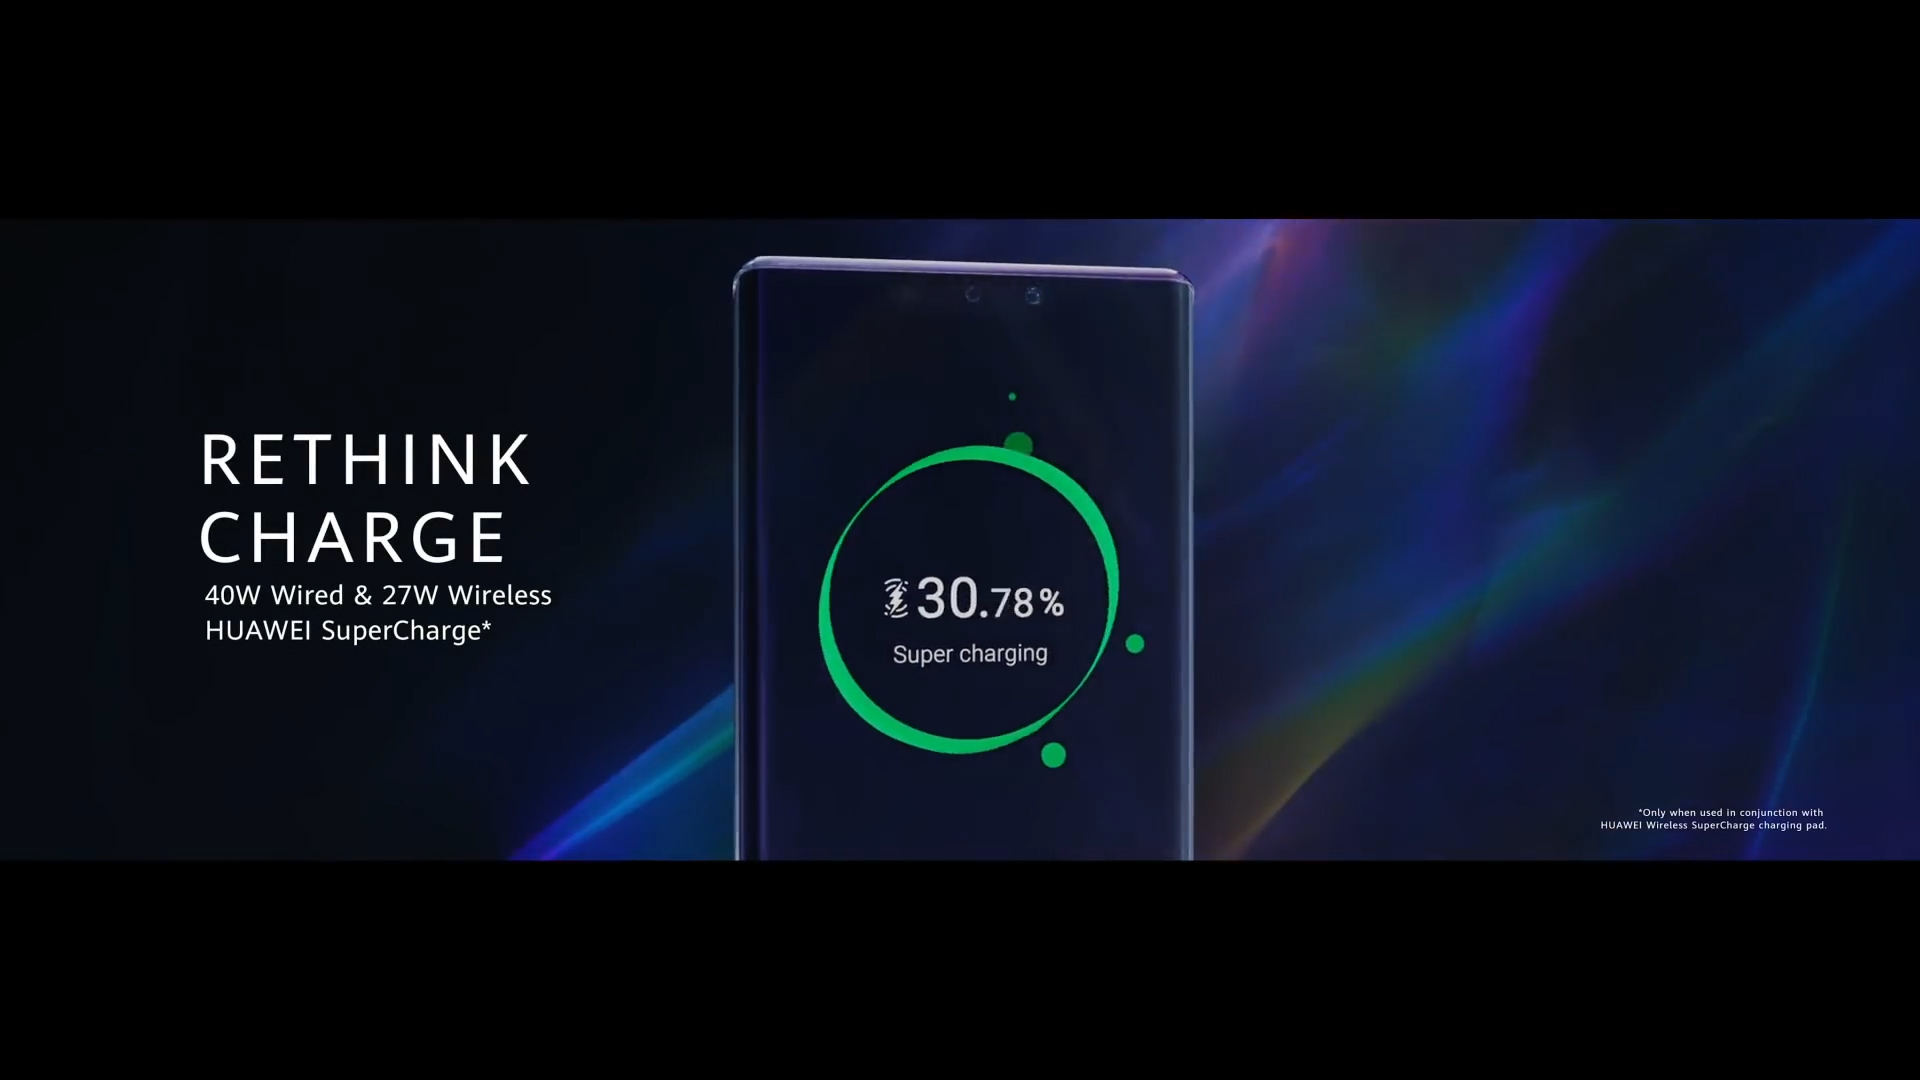 RETHINK
CHARGE
40W Wired & 27W Wireless
HUAWEI SuperCharge*
30.78%
Super charging
*Only when used in conjunction with
HUAWEI Wireless SuperCharge charging pad.